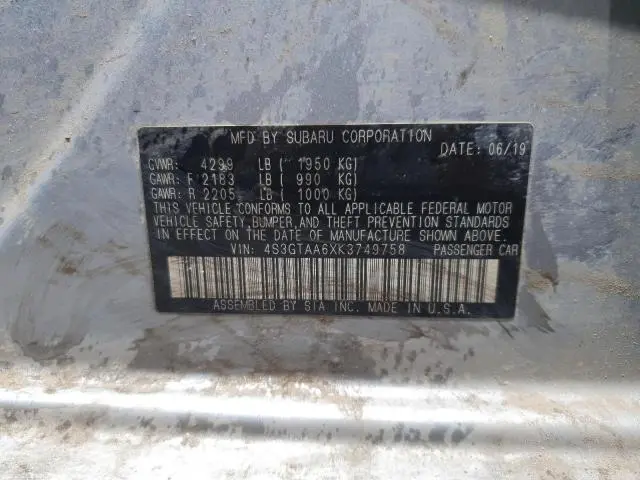 MFD BY SUBARU CORPORATION
DATE: 06/19
GVWR: 4299 LB ( 1950 KG)
GAWR: F 2183 LB ( 990 KG)
GAWR: R 2205 LB ( 1000 KG)
THIS VEHICLE CONFORMS TO ALL APPLICABLE FEDERAL MOTOR
VEHICLE SAFETY, BUMPER, AND THEFT PREVENTION STANDARDS
IN EFFECT ON THE DATE OF MANUFACTURE SHOWN ABOVE.
VIN: 4S3GTAA6XK3749758 PASSENGER CAR
ASSEMBLED BY SIA INC. MADE IN U.S.A.